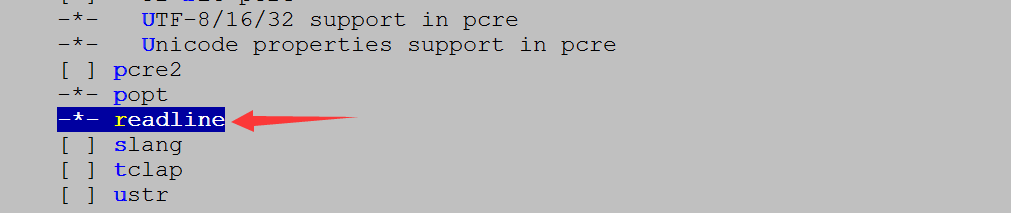 -*-   UTF-8/16/32 support in pcre
-*-   Unicode properties support in pcre
[ ] pcre2
-*- popt
-*- readline
[ ] slang
[ ] tclap
[ ] ustr